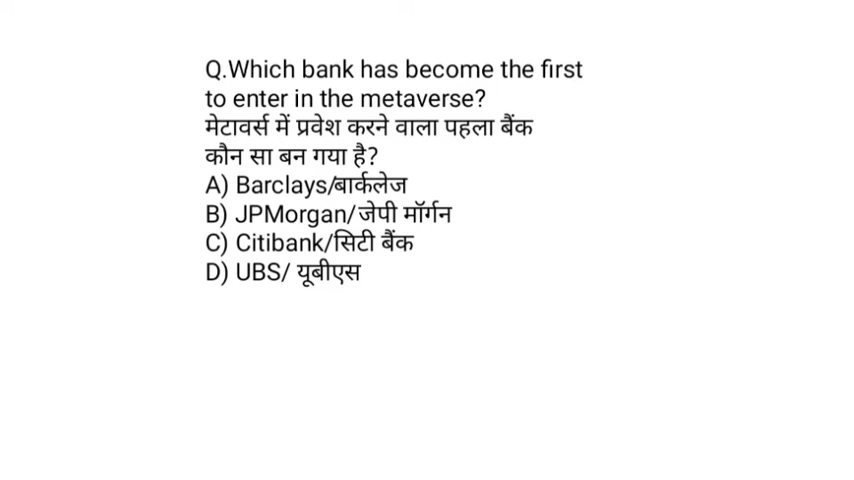 Q.Which bank has become the first
to enter in the metaverse?
मेटावर्स में प्रवेश करने वाला पहला बैंक
कौन सा बन गया है?
A) Barclays/बार्कलेज
B) JPMorgan/जेपी मॉर्गन
C) Citibank/सिटी बैंक
D) UBS/ यूबीएस